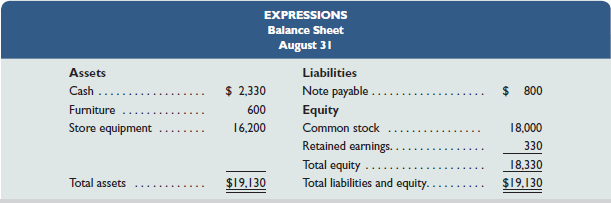 EXPRESSIONS
Balance Sheet
August 31
Assets Liabilities
Cash .................. $ 2,330 Note payable ................... $ 800
Furniture .............. 600 Equity
Store equipment ........ 16,200 Common stock ................ 18,000
Retained earnings. ............... 330
Total equity .................... 18,330
Total assets ............ $19,130 Total liabilities and equity. ......... $19,130